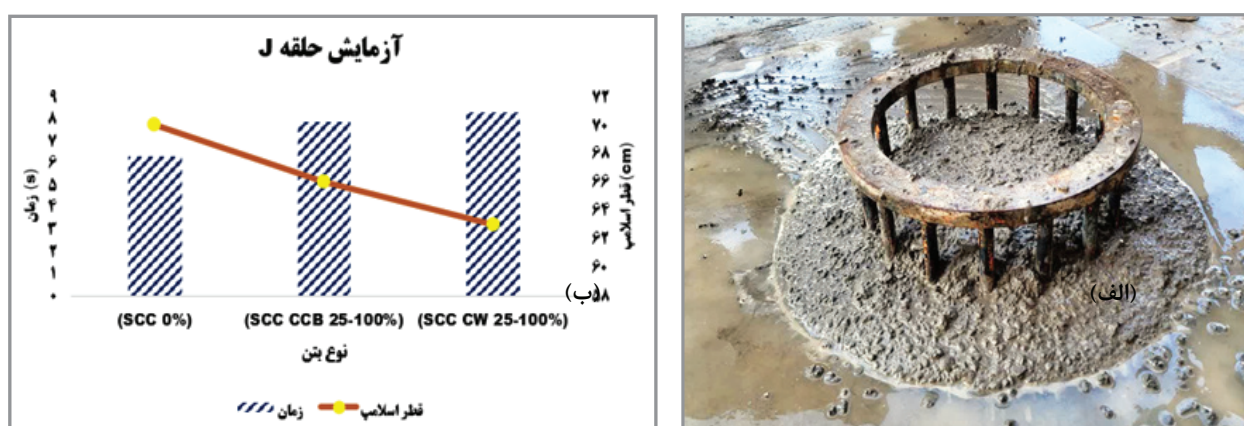 آزمایش حلقه J
۹
۸
۷
۶
۵
۴
۳
۲
۱
۰
زمان (s)
۷۲
۷۰
۶۸
۶۶
۶۴
۶۲
۶۰
۵۸
قطر اسلامپ (cm)
(SCC 0%) (SCC CCB 25-100%) (SCC CW 25-100%)
نوع بتن
زمان قطر اسلامپ
(ب)
(الف)